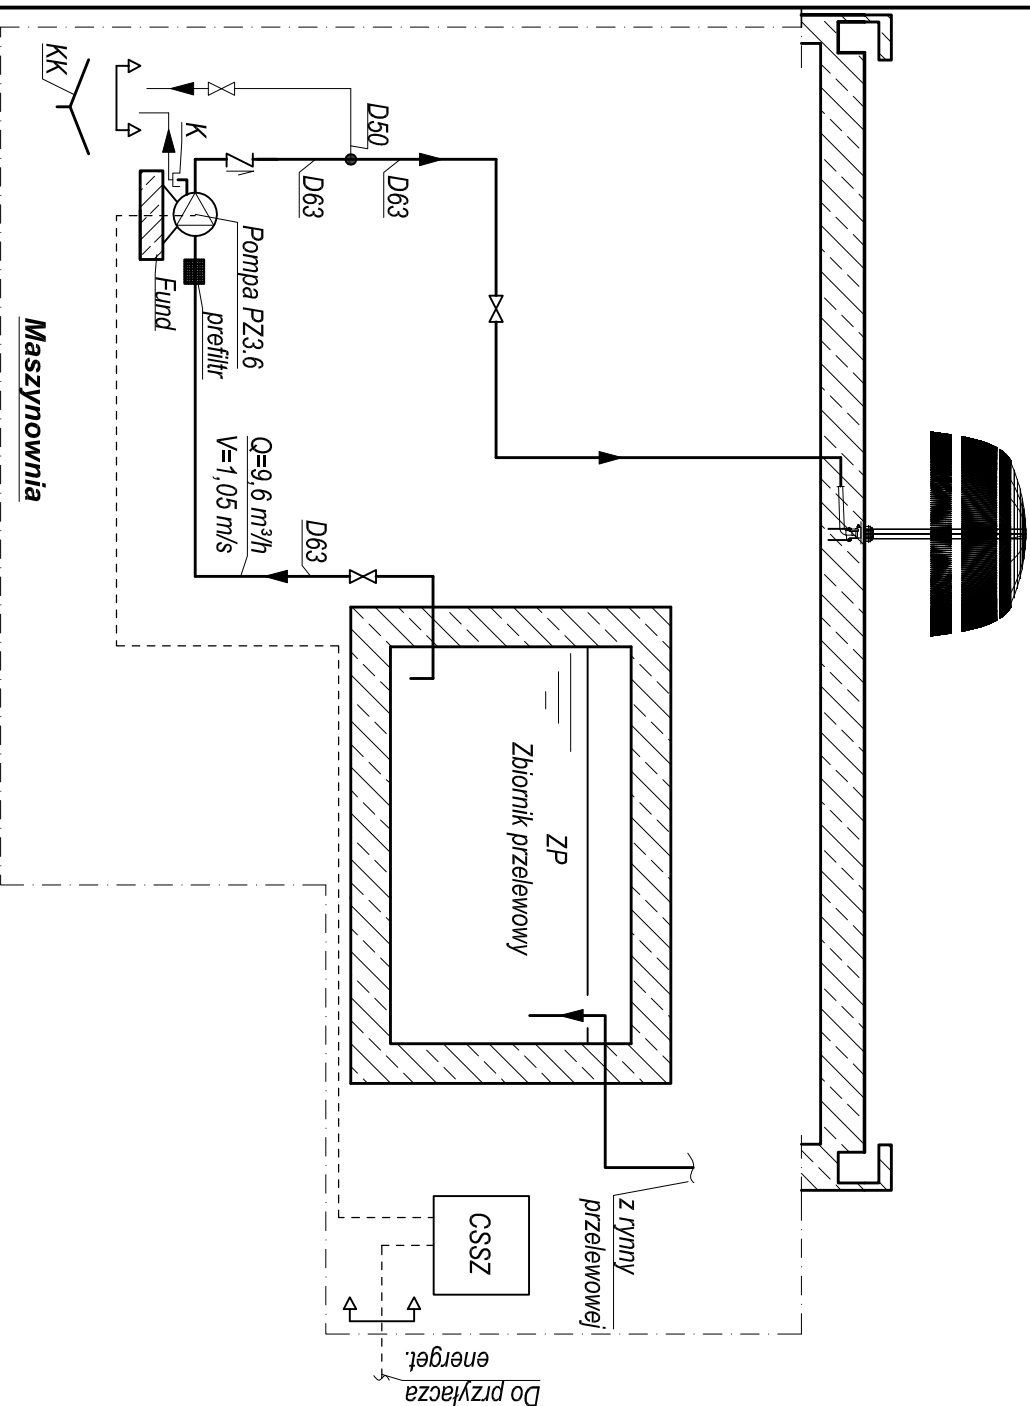 z rynny
przelewowej
ZP
Zbiornik przelewowy
CSSZ
Do przyłacza
energet.
D50
D63
D63
K
KK
Pompa PZ3.6
prefiltr
Fund
D63
Q=9,6 m³/h
V=1,05 m/s
Maszynownia